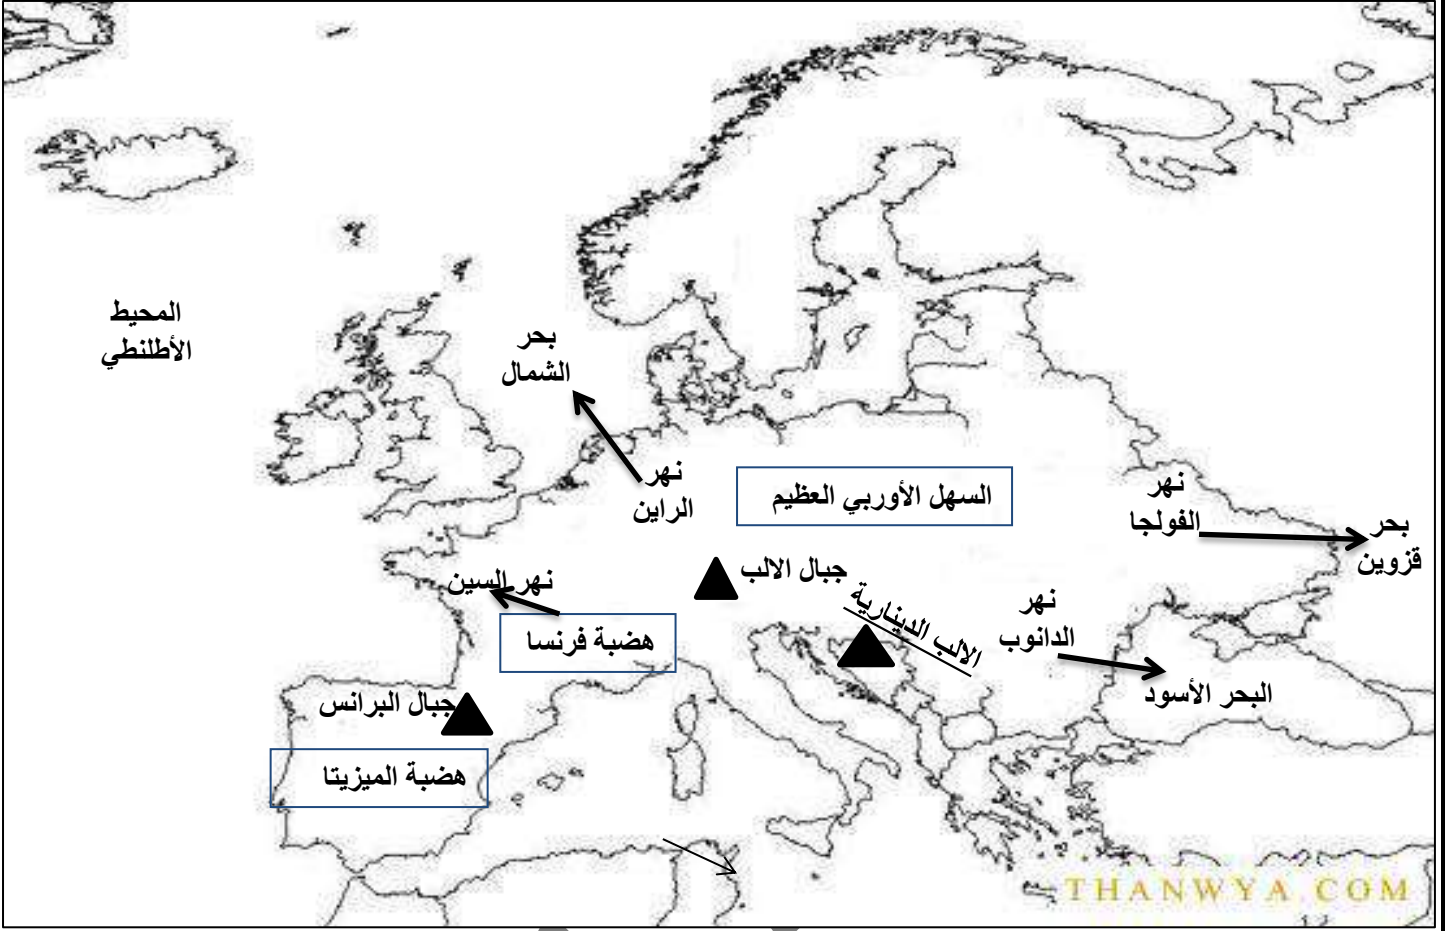 المحيط
الأطلنطي
بحر
الشمال
نهر
الراين
السهل الأوربي العظيم
نهر
الفولجا
بحر
قزوين
جبال الالب
نهر السين
الالب الدينارية
نهر
الدانوب
هضبة فرنسا
البحر الأسود
جبال البرانس
هضبة الميزيتا
THANWYA.COM